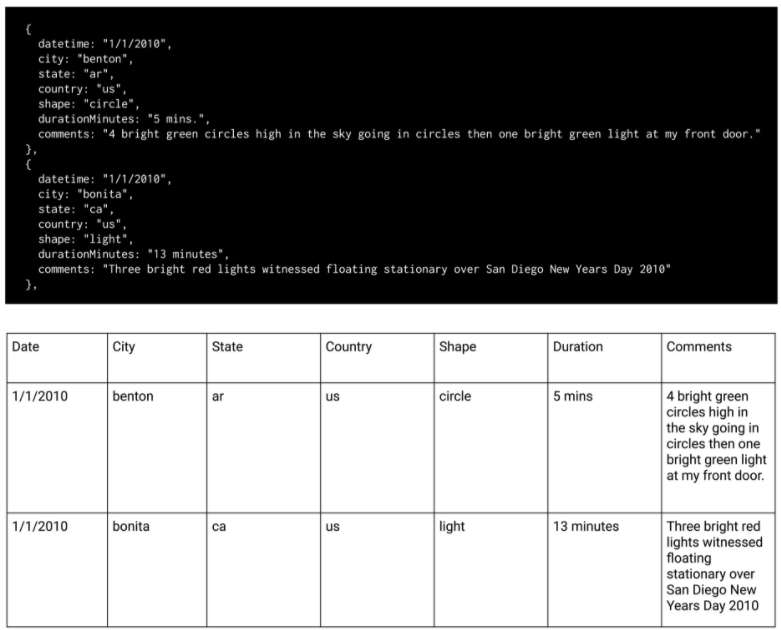 {
datetime: "1/1/2010",
city: "benton",
state: "ar",
country: "us",
shape: "circle",
durationMinutes: "5 mins.",
comments: "4 bright green circles high in the sky going in circles then one bright green light at my front door."
},
{
datetime: "1/1/2010",
city: "bonita",
state: "ca",
country: "us",
shape: "light",
durationMinutes: "13 minutes",
comments: "Three bright red lights witnessed floating stationary over San Diego New Years Day 2010"
},
Date City State Country Shape Duration Comments
1/1/2010 benton ar us circle 5 mins 4 bright green
circles high in
the sky going in
circles then one
bright green light
at my front door.
1/1/2010 bonita ca us light 13 minutes Three bright red
lights witnessed
floating
stationary over
San Diego New
Years Day 2010